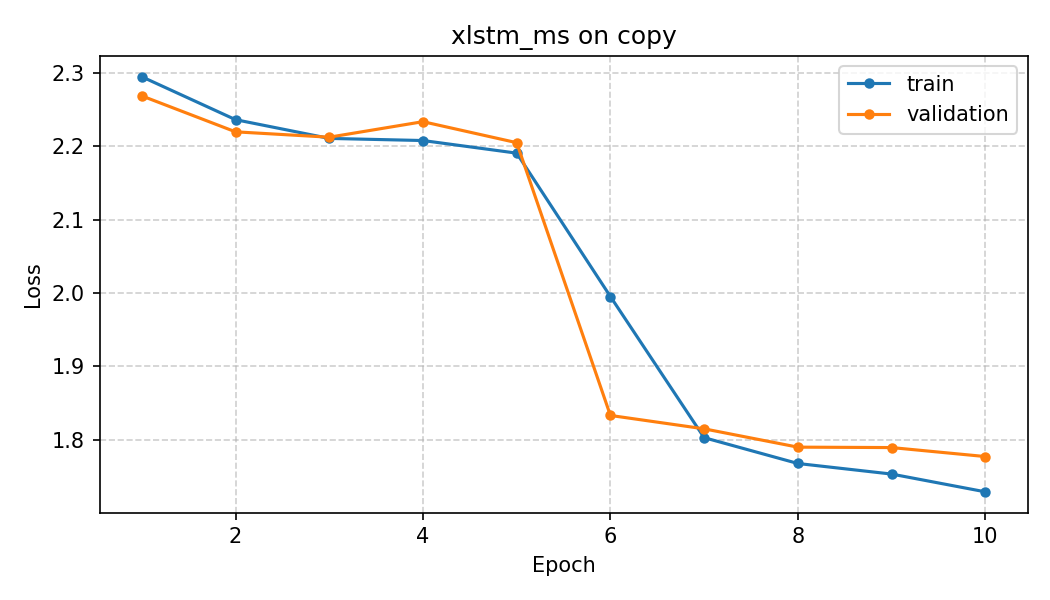 xlstm_ms on copy
train
validation
Loss
2.3
2.2
2.1
2.0
1.9
1.8
2 4 6 8 10
Epoch